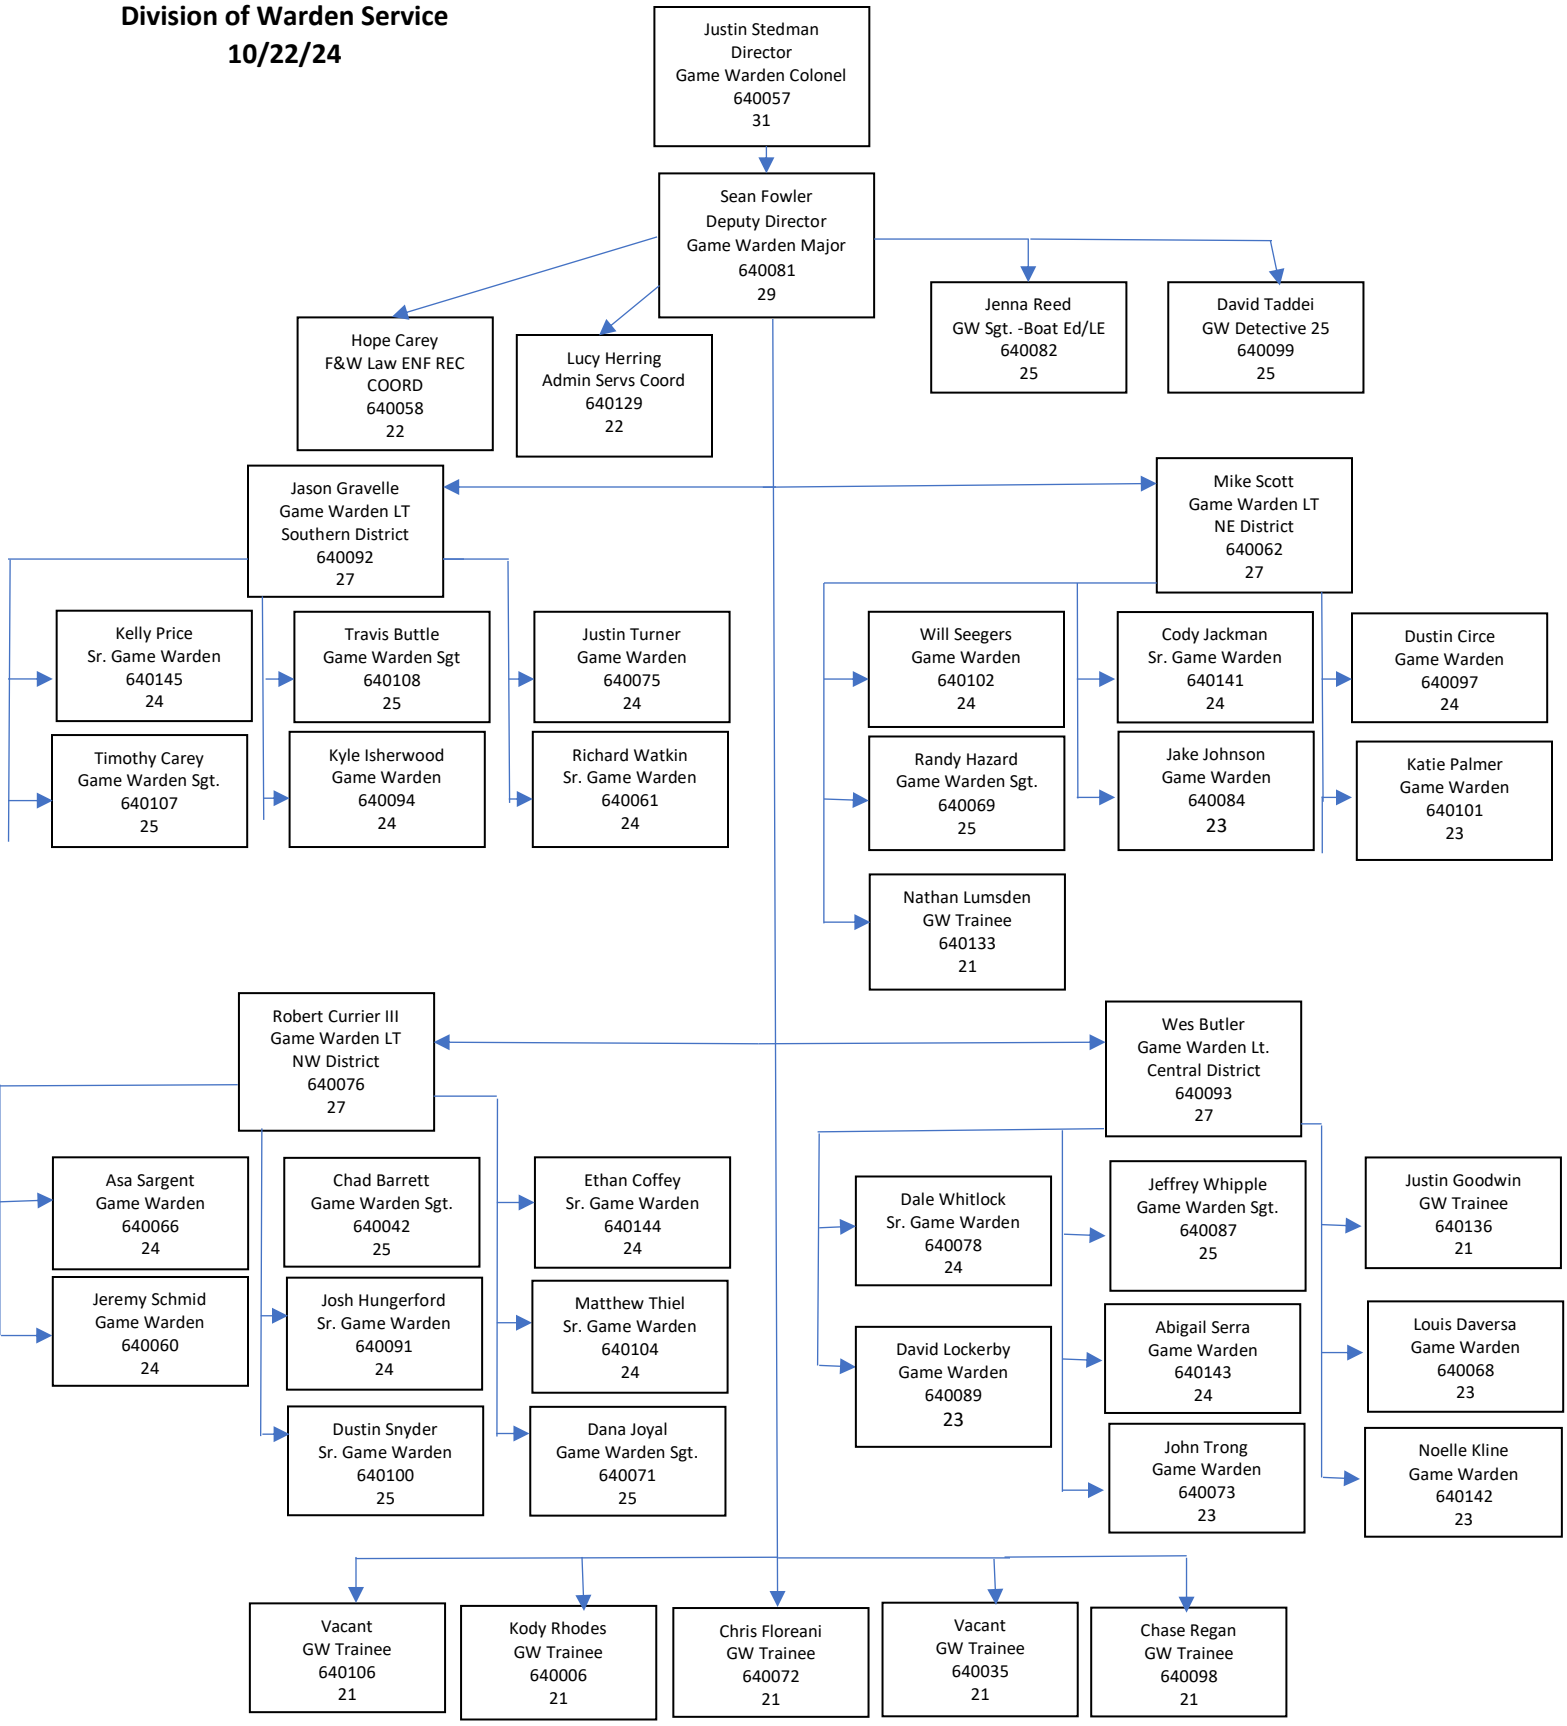 Division of Warden Service
10/22/24
Justin Stedman
Director
Game Warden Colonel
640057
31
Sean Fowler
Deputy Director
Game Warden Major
640081
29
Hope Carey
F&W Law ENF REC
COORD
640058
22
Lucy Herring
Admin Servs Coord
640129
22
Jenna Reed
GW Sgt. -Boat Ed/LE
640082
25
David Taddei
GW Detective 25
640099
25
Jason Gravelle
Game Warden LT
Southern District
640092
27
Mike Scott
Game Warden LT
NE District
640062
27
Kelly Price
Sr. Game Warden
640145
24
Travis Buttle
Game Warden Sgt
640108
25
Justin Turner
Game Warden
640075
24
Will Seegers
Game Warden
640102
24
Cody Jackman
Sr. Game Warden
640141
24
Dustin Circe
Game Warden
640097
24
Timothy Carey
Game Warden Sgt.
640107
25
Kyle Isherwood
Game Warden
640094
24
Richard Watkin
Sr. Game Warden
640061
24
Randy Hazard
Game Warden Sgt.
640069
25
Jake Johnson
Game Warden
640084
23
Katie Palmer
Game Warden
640101
23
Nathan Lumsden
GW Trainee
640133
21
Robert Currier III
Game Warden LT
NW District
640076
27
Wes Butler
Game Warden Lt.
Central District
640093
27
Asa Sargent
Game Warden
640066
24
Chad Barrett
Game Warden Sgt.
640042
25
Ethan Coffey
Sr. Game Warden
640144
24
Dale Whitlock
Sr. Game Warden
640078
24
Jeffrey Whipple
Game Warden Sgt.
640087
25
Justin Goodwin
GW Trainee
640136
21
Jeremy Schmid
Game Warden
640060
24
Josh Hungerford
Sr. Game Warden
640091
24
Matthew Thiel
Sr. Game Warden
640104
24
David Lockerby
Game Warden
640089
23
Abigail Serra
Game Warden
640143
24
Louis Daversa
Game Warden
640068
23
Dustin Snyder
Sr. Game Warden
640100
25
Dana Joyal
Game Warden Sgt.
640071
25
John Trong
Game Warden
640073
23
Noelle Kline
Game Warden
640142
23
Vacant
GW Trainee
640106
21
Kody Rhodes
GW Trainee
640006
21
Chris Floreani
GW Trainee
640072
21
Vacant
GW Trainee
640035
21
Chase Regan
GW Trainee
640098
21